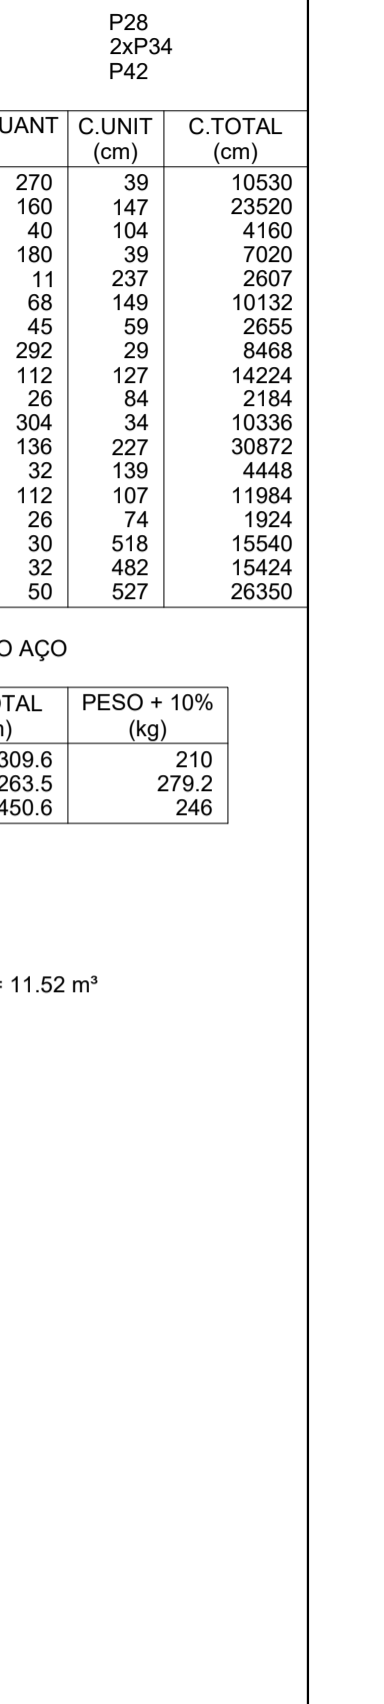 P28
2xP34
P42
UANT C.UNIT C.TOTAL
(cm) (cm)
270 39 10530
160 147 23520
40 104 4160
180 39 7020
11 237 2607
68 149 10132
45 59 2655
292 29 8468
112 127 14224
26 84 2184
304 34 10336
136 227 30872
32 139 4448
112 107 11984
26 74 1924
30 518 15540
32 482 15424
50 527 26350
O AÇO
TAL PESO + 10%
) (kg)
309.6 210
263.5 279.2
450.6 246
= 11.52 m³